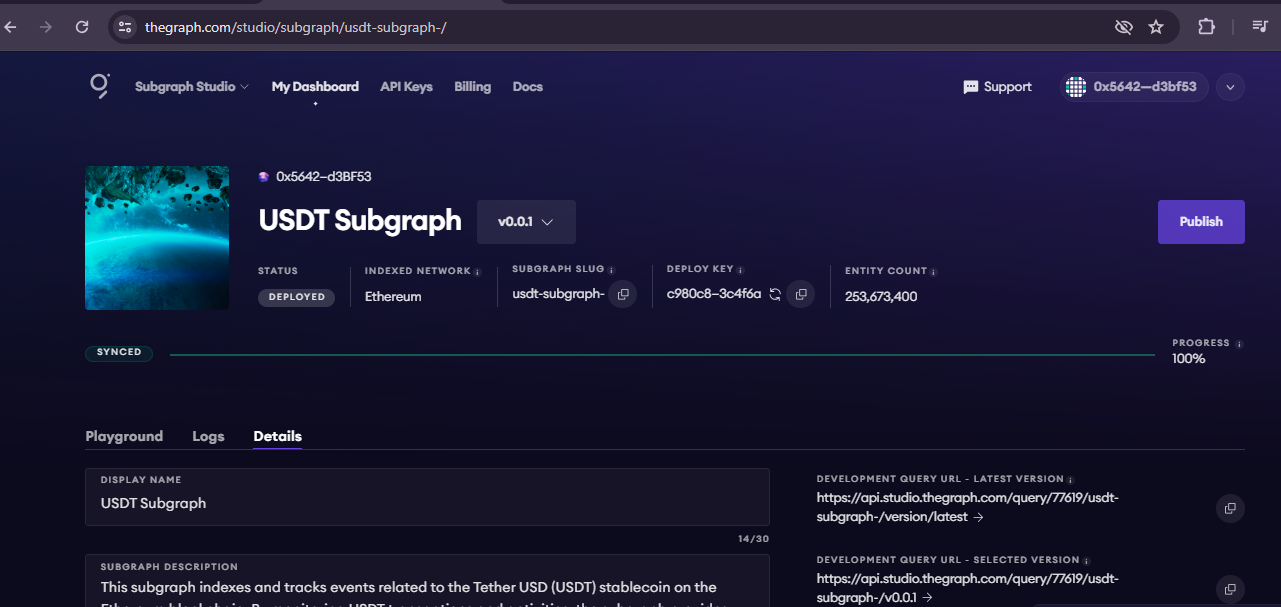 thegraph.com/studio/subgraph/usdt-subgraph-/
Subgraph Studio
My Dashboard
API Keys
Billing
Docs
Support
0x5642—d3bf53
0x5642—d3BF53
USDT Subgraph
v0.0.1
Publish
STATUS
DEPLOYED
INDEXED NETWORK
Ethereum
SUBGRAPH SLUG
usdt-subgraph-
DEPLOY KEY
c980c8—3c4f6a
ENTITY COUNT
253,673,400
SYNCED
PROGRESS
100%
Playground
Logs
Details
DISPLAY NAME
USDT Subgraph
14/30
SUBGRAPH DESCRIPTION
This subgraph indexes and tracks events related to the Tether USD (USDT) stablecoin on the
DEVELOPMENT QUERY URL - LATEST VERSION
https://api.studio.thegraph.com/query/77619/usdt-
subgraph-/version/latest →
DEVELOPMENT QUERY URL - SELECTED VERSION
https://api.studio.thegraph.com/query/77619/usdt-
subgraph-/v0.0.1 →